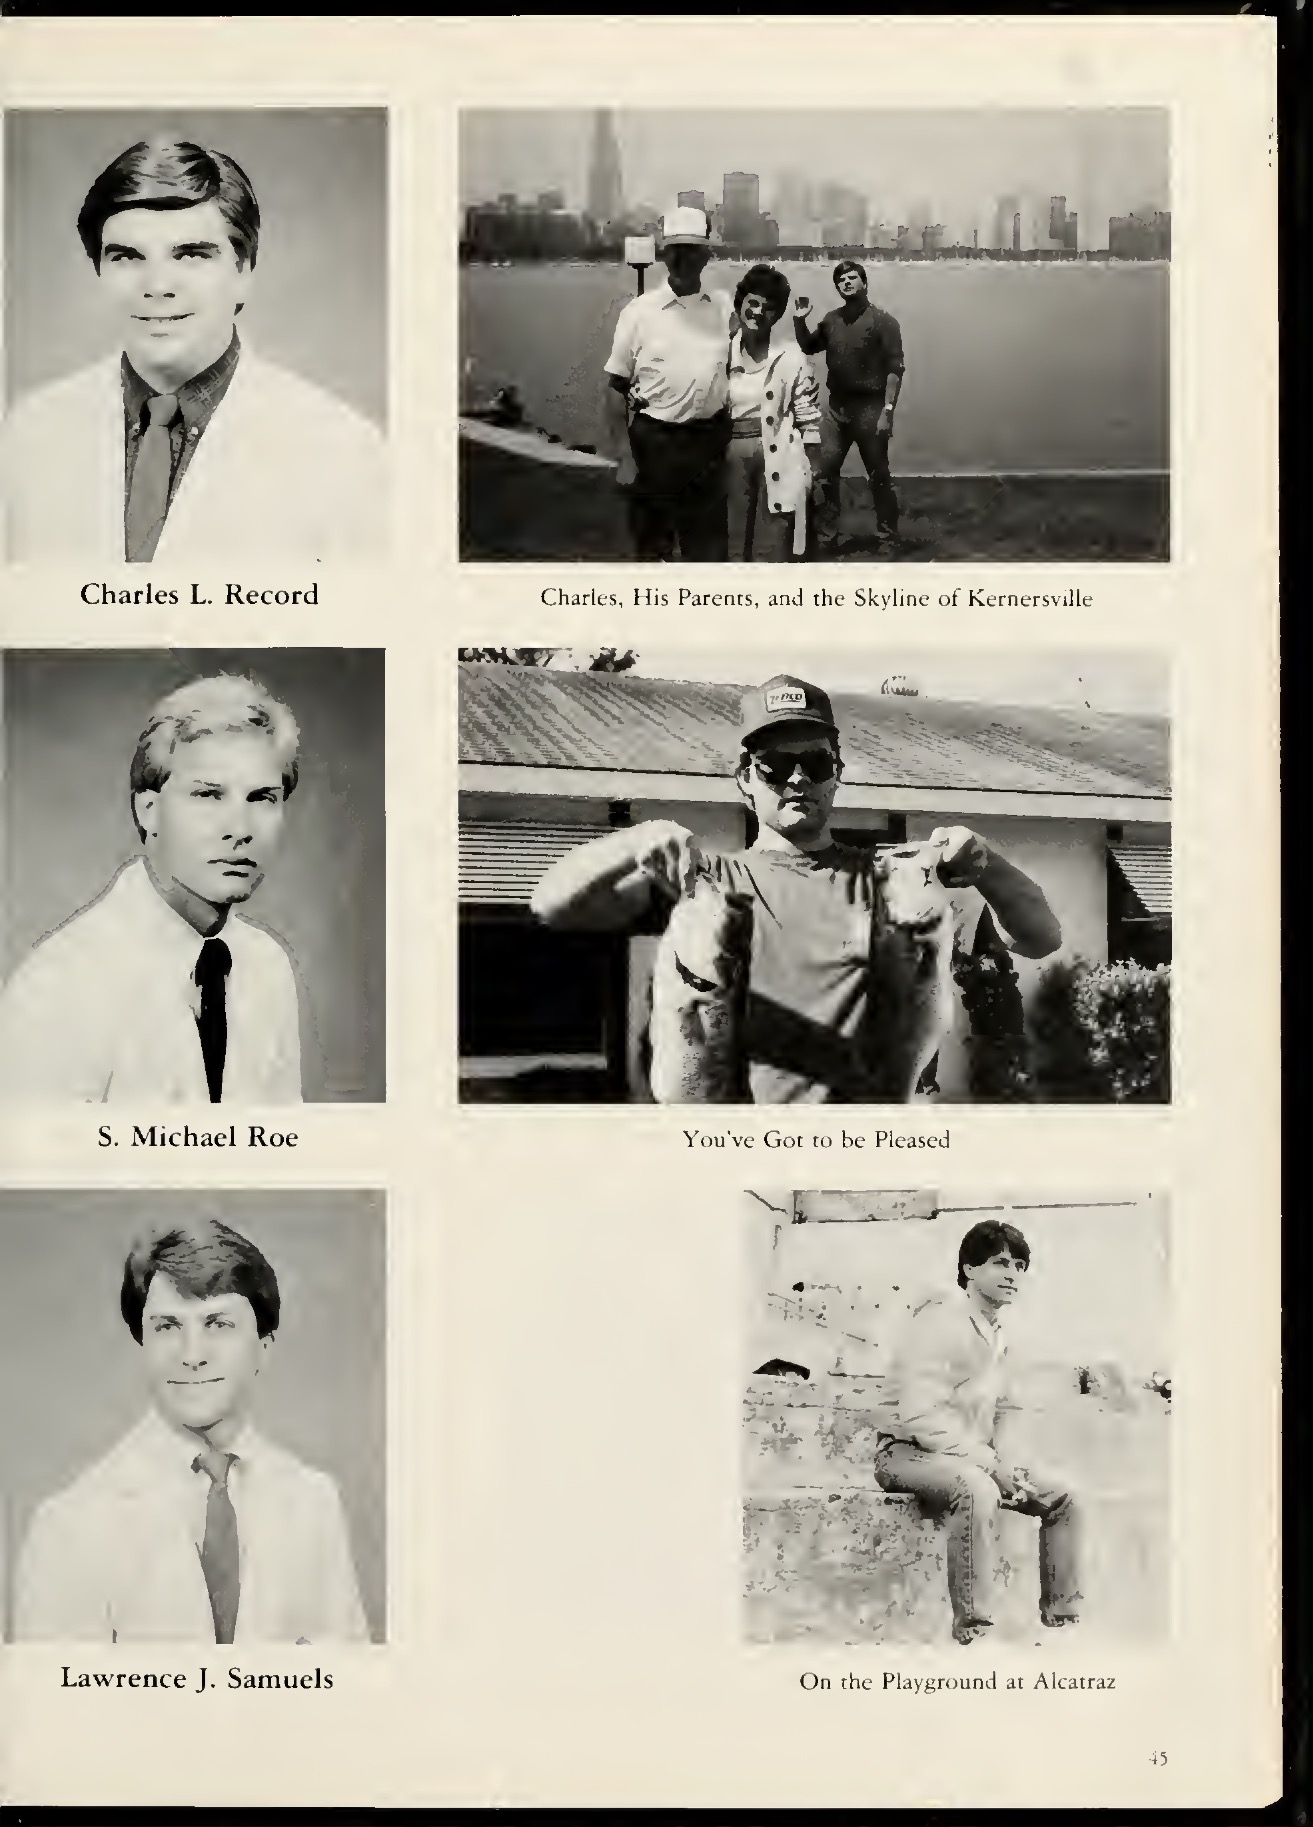 Charles L. Record
Charles, His Parents, and the Skyline of Kernersville
S. Michael Roe
You've Got to be Pleased
Lawrence J. Samuels
On the Playground at Alcatraz
45